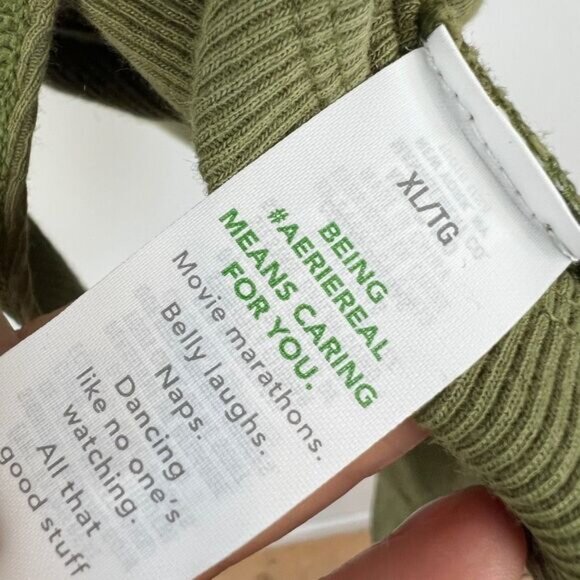 XL/TG
BEING
#AERIEREAL
MEANS CARING
FOR YOU.
Movie marathons.
Belly laughs.
Naps.
Dancing
like no one's
watching.
All that
good stuff